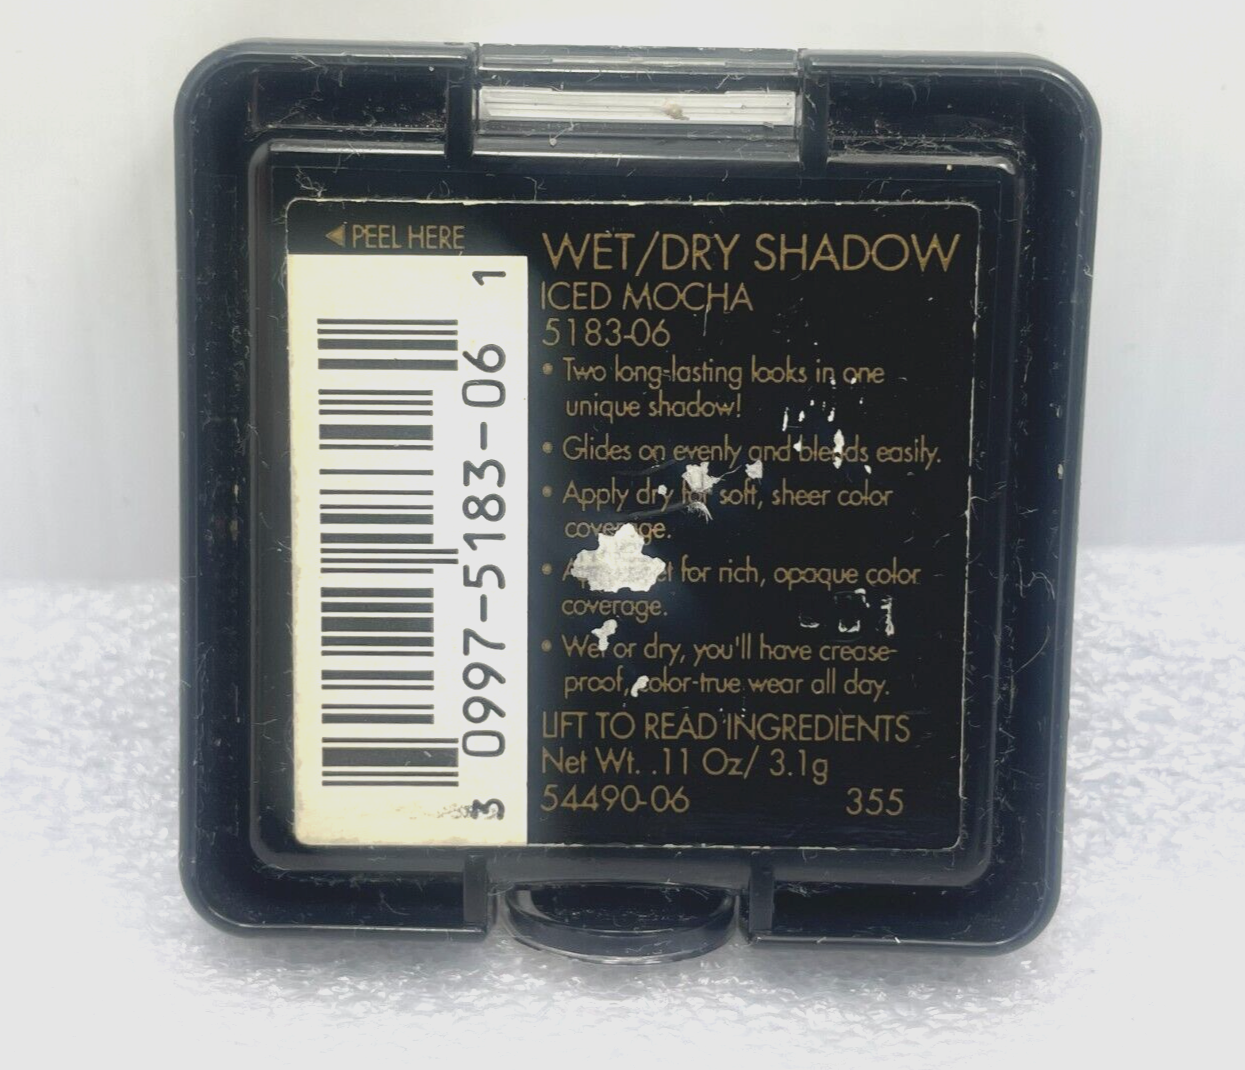 PEEL HERE
3 0997-5183-06 1
WET/DRY SHADOW
ICED MOCHA
5183-06
• Two long-lasting looks in one
unique shadow!
• Glides on evenly and blends easily.
• Apply dry for soft, sheer color
coverage.
• for rich, opaque color
coverage.
• Wet or dry, you'll have crease-
proof, color-true wear all day.
LIFT TO READ INGREDIENTS
Net Wt. .11 Oz/ 3.1g
54490-06 355